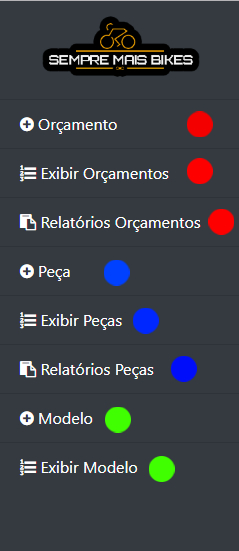 SEMPRE MAIS BIKES
Orçamento
Exibir Orçamentos
Relatórios Orçamentos
Peça
Exibir Peças
Relatórios Peças
Modelo
Exibir Modelo